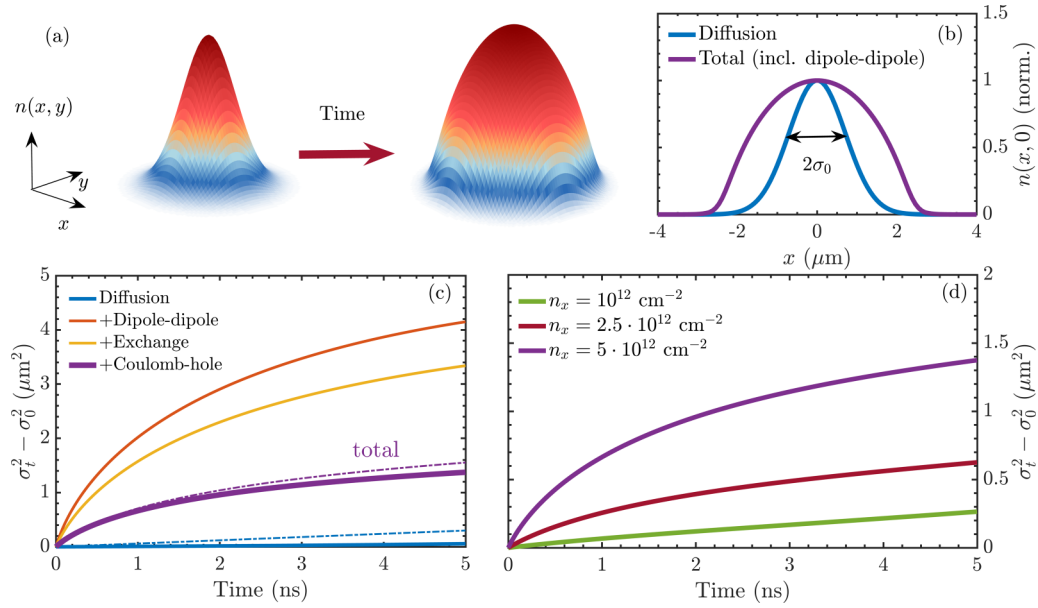 (a)
n(x, y)
y
x
Time
(b)
Diffusion
Total (incl. dipole-dipole)
2σ₀
1.5
1
0.5
0
n(x, 0) (norm.)
-4 -2 0 2 4
x (μm)
(c)
Diffusion
+Dipole-dipole
+Exchange
+Coulomb-hole
total
5
4
3
2
1
0
σₜ² − σ₀² (μm²)
0 1 2 3 4 5
Time (ns)
(d)
nₓ = 10¹² cm⁻²
nₓ = 2.5 · 10¹² cm⁻²
nₓ = 5 · 10¹² cm⁻²
2
1.5
1
0.5
0
σₜ² − σ₀² (μm²)
0 1 2 3 4 5
Time (ns)